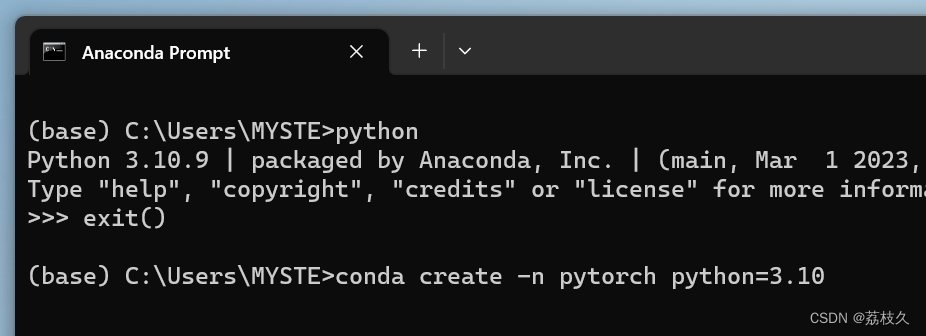 Anaconda Prompt
(base) C:\Users\MYSTE>python
Python 3.10.9 | packaged by Anaconda, Inc. | (main, Mar  1 2023,
Type "help", "copyright", "credits" or "license" for more informa
>>> exit()
(base) C:\Users\MYSTE>conda create -n pytorch python=3.10
CSDN @荔枝久